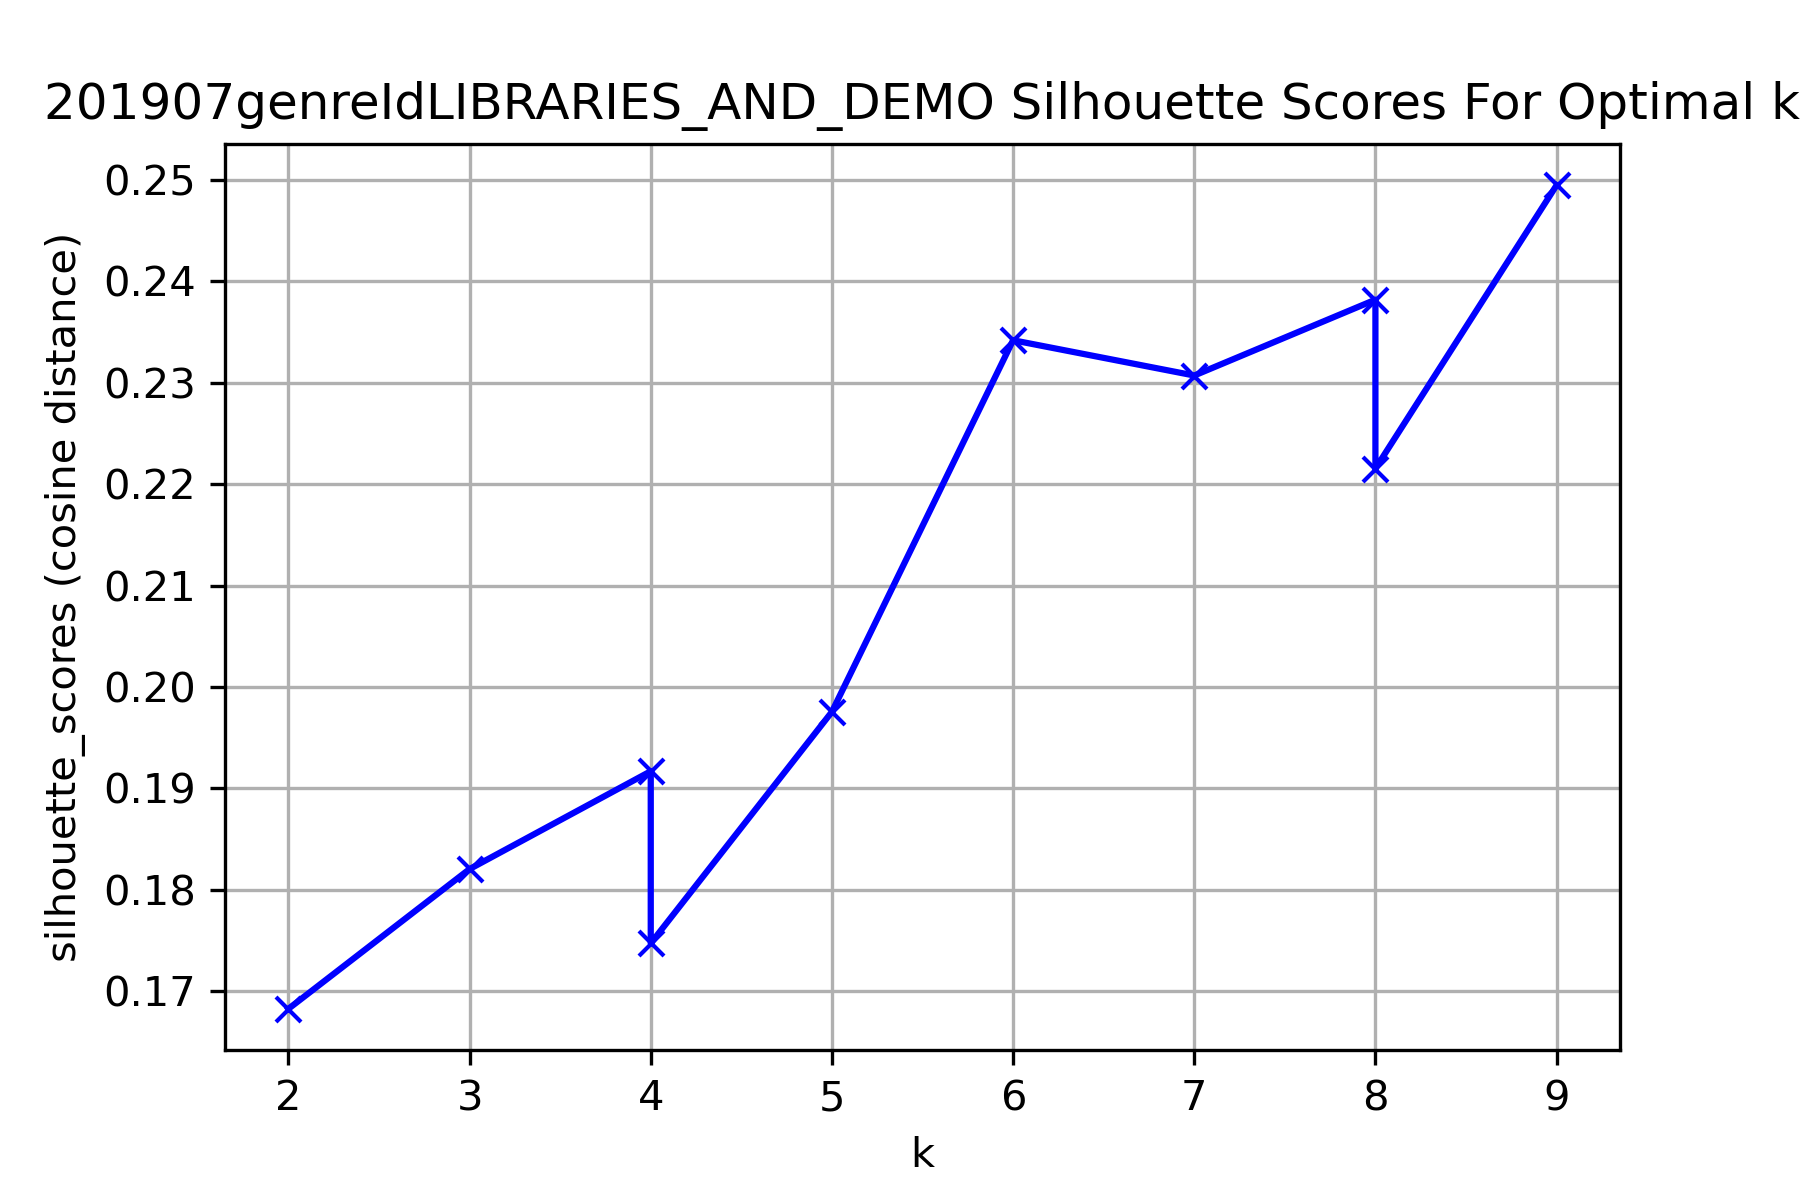 201907genreIdLIBRARIES_AND_DEMO Silhouette Scores For Optimal k
silhouette_scores (cosine distance)
0.25
0.24
0.23
0.22
0.21
0.20
0.19
0.18
0.17
2 3 4 5 6 7 8 9
k